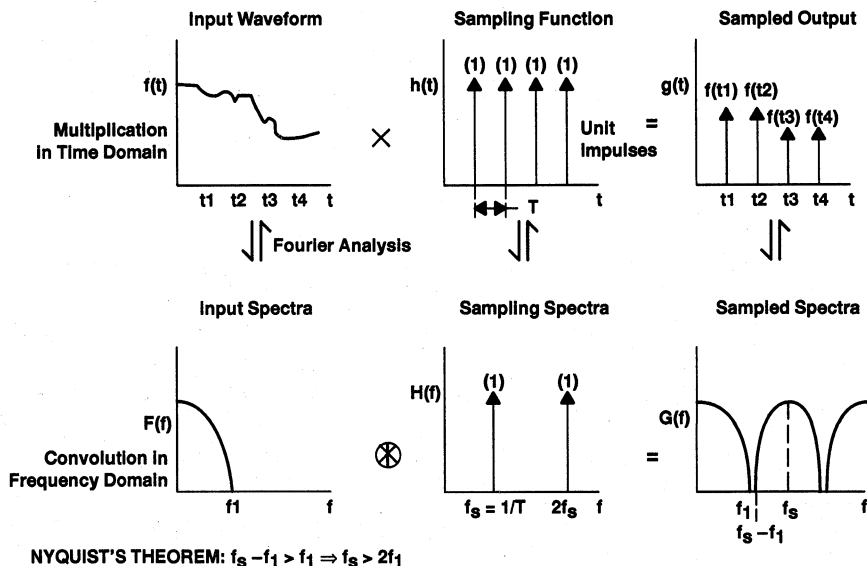 Input Waveform
Sampling Function
Sampled Output
f(t)
Multiplication
in Time Domain
t1 t2 t3 t4 t
×
h(t)
(1) (1) (1) (1)
Unit
Impulses
T
t
=
g(t)
f(t1) f(t2)
f(t3) f(t4)
t1 t2 t3 t4 t
Fourier Analysis
Input Spectra
Sampling Spectra
Sampled Spectra
F(f)
Convolution in
Frequency Domain
f1 f
H(f)
(1) (1)
fs = 1/T 2fs f
=
G(f)
f1 fs f
fs – f1
NYQUIST'S THEOREM: fs – f1 > f1 ⇒ fs > 2f1